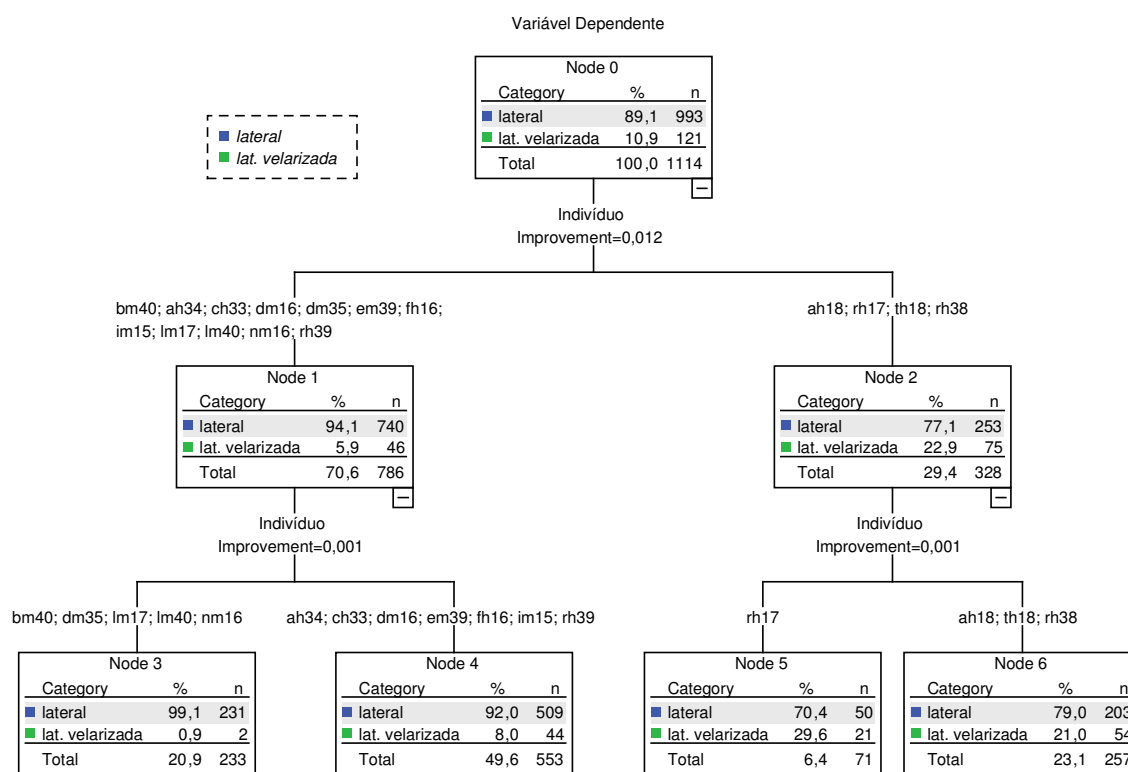 Variável Dependente
Node 0
Category % n
lateral 89,1 993
lat. velarizada 10,9 121
Total 100,0 1114
lateral
lat. velarizada
Indivíduo
Improvement=0,012
bm40; ah34; ch33; dm16; dm35; em39; fh16;
im15; lm17; lm40; nm16; rh39
ah18; rh17; th18; rh38
Node 1
Category % n
lateral 94,1 740
lat. velarizada 5,9 46
Total 70,6 786
Node 2
Category % n
lateral 77,1 253
lat. velarizada 22,9 75
Total 29,4 328
Indivíduo
Improvement=0,001
Indivíduo
Improvement=0,001
bm40; dm35; lm17; lm40; nm16
ah34; ch33; dm16; em39; fh16; im15; rh39
rh17
ah18; th18; rh38
Node 3
Category % n
lateral 99,1 231
lat. velarizada 0,9 2
Total 20,9 233
Node 4
Category % n
lateral 92,0 509
lat. velarizada 8,0 44
Total 49,6 553
Node 5
Category % n
lateral 70,4 50
lat. velarizada 29,6 21
Total 6,4 71
Node 6
Category % n
lateral 79,0 203
lat. velarizada 21,0 54
Total 23,1 257